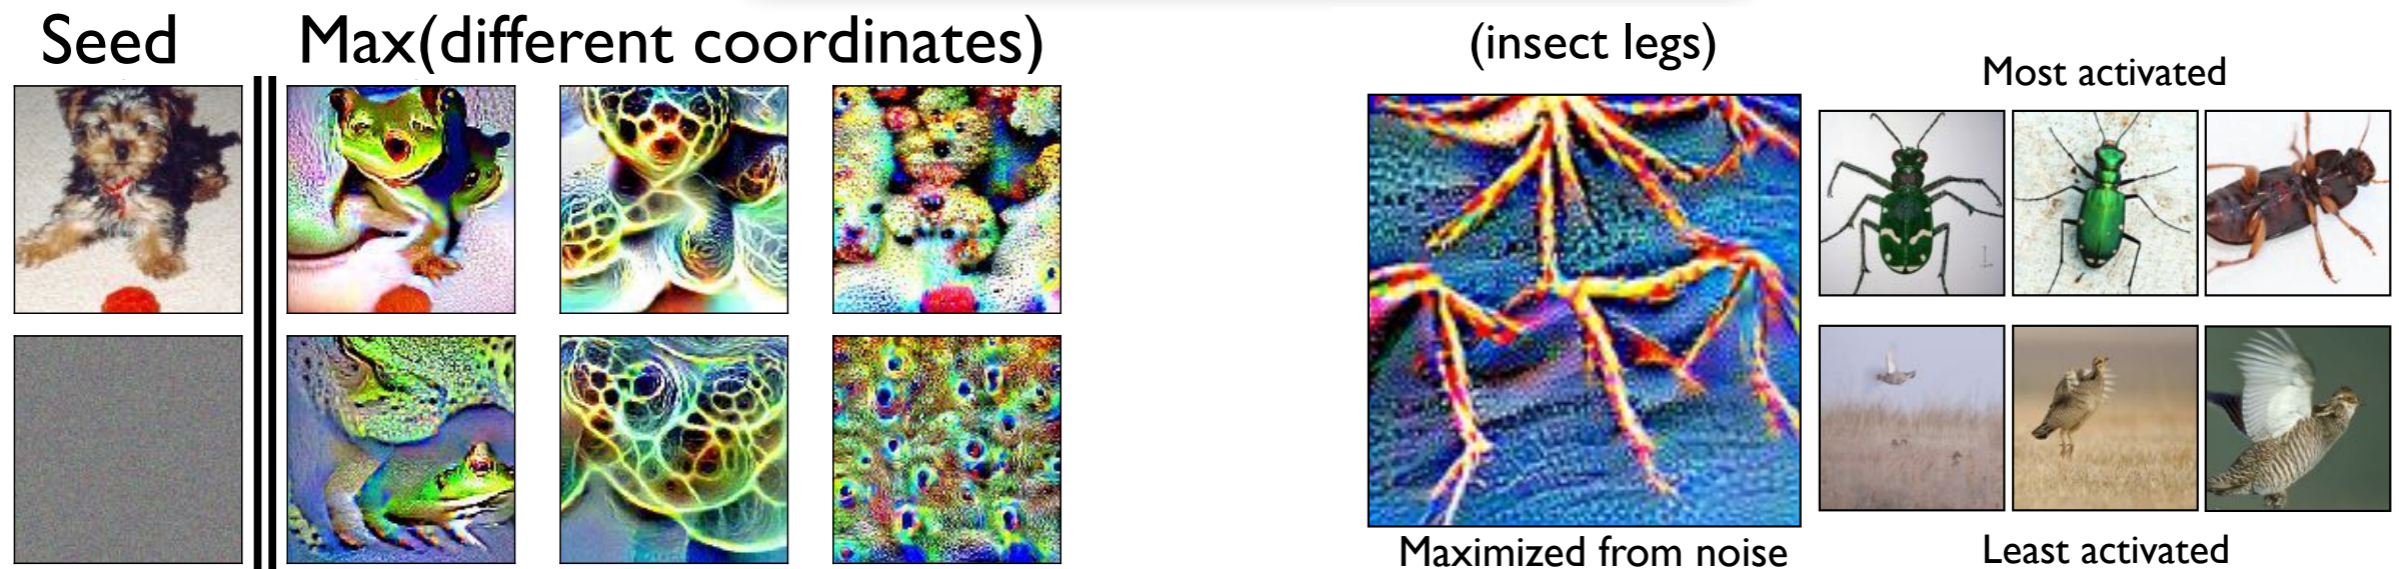 Seed
Max(different coordinates)
(insect legs)
Most activated
Maximized from noise
Least activated